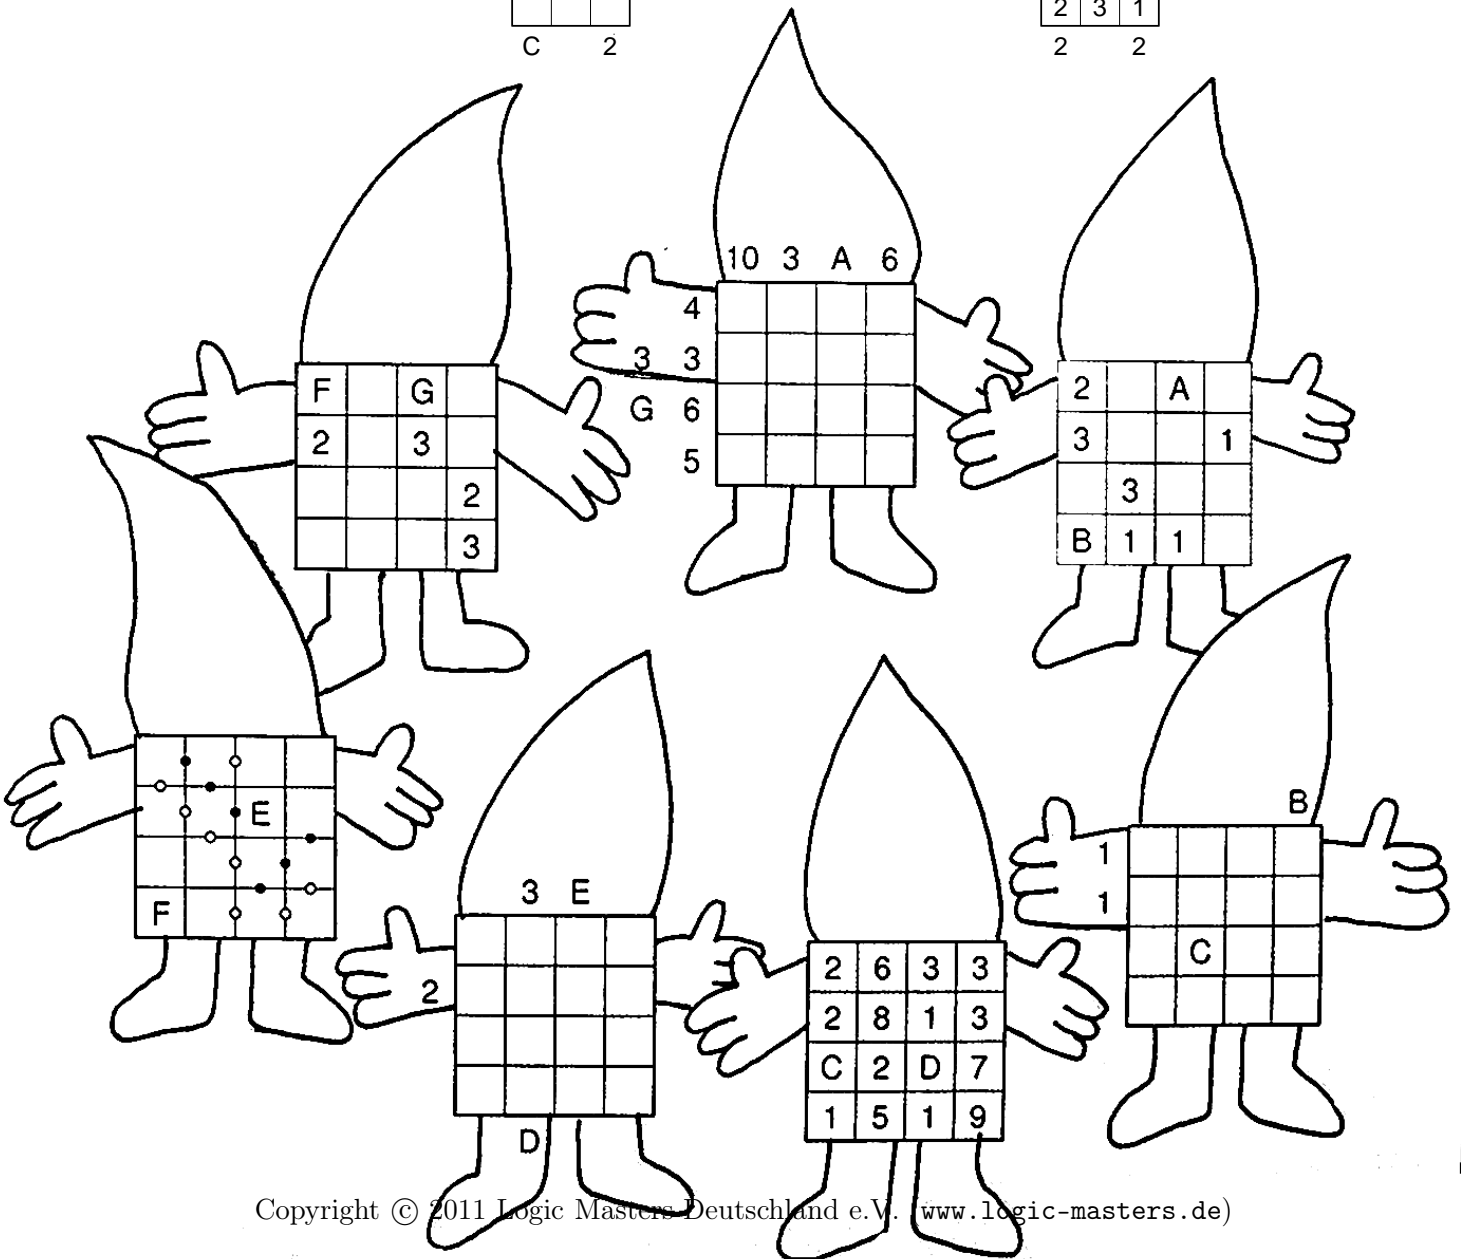 2 3 1
C 2 2 2
10 3 A 6
4
3 3
G 6
5
F G
2 3
2
3
2 A
3 1
3
B 1 1
E
F
3 E
2
D
2 6 3 3
2 8 1 3
C 2 D 7
1 5 1 9
B
1
1
C
Copyright © 2011 Logic Masters Deutschland e.V. (www.logic-masters.de)